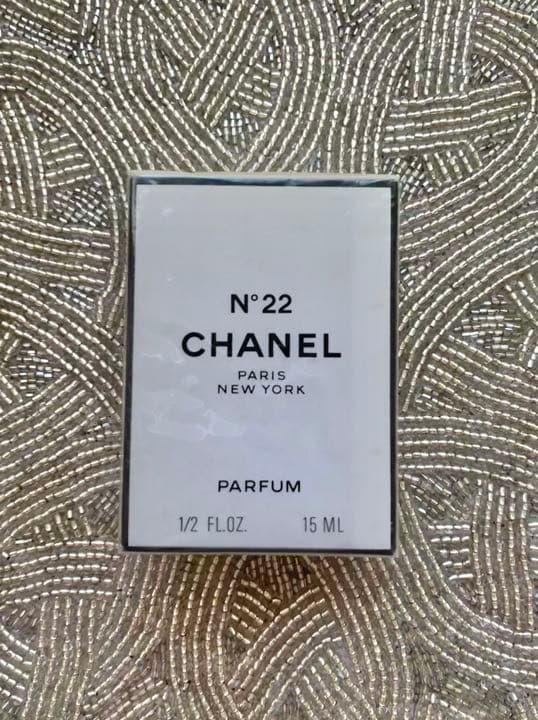 N° 22
CHANEL
PARIS
NEW YORK
PARFUM
1/2 FL.OZ. 15 ML